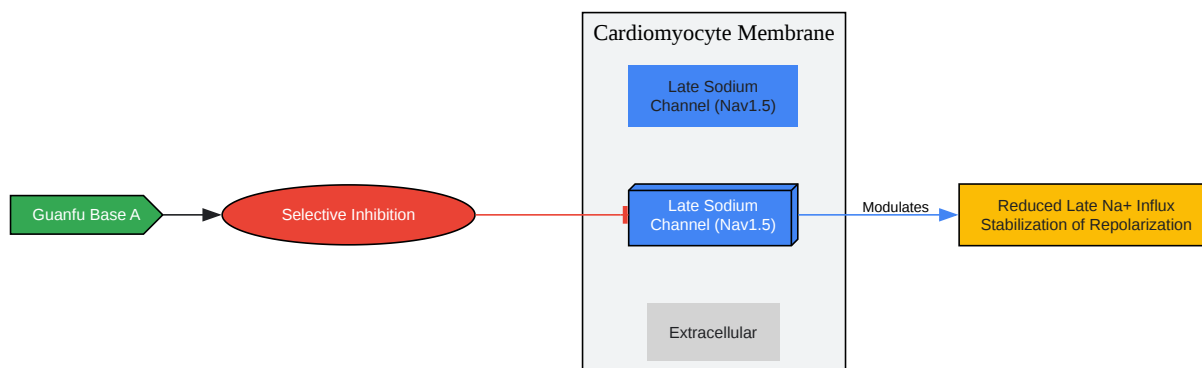 Cardiomyocyte Membrane
Late Sodium
Channel (Nav1.5)
Guanfu Base A
Selective Inhibition
Late Sodium
Channel (Nav1.5)
Modulates
Reduced Late Na+ Influx
Stabilization of Repolarization
Extracellular